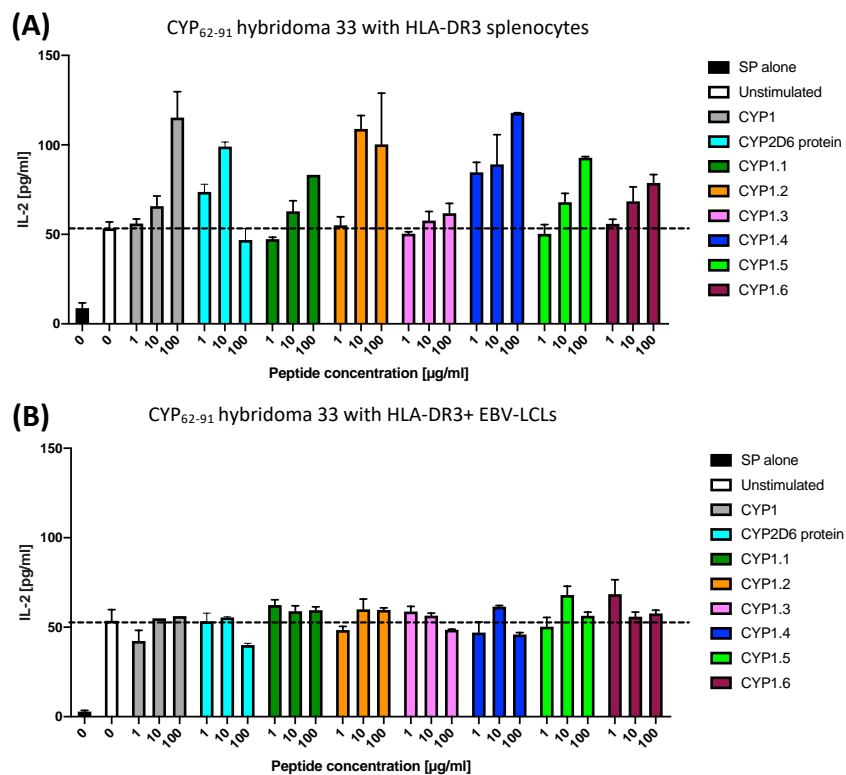 (A)
CYP62-91 hybridoma 33 with HLA-DR3 splenocytes
150
100
50
0
IL-2 [pg/ml]
0 0 1 10 100 1 10 100 1 10 100 1 10 100 1 10 100 1 10 100 1 10 100 1 10 100
Peptide concentration [µg/ml]
SP alone
Unstimulated
CYP1
CYP2D6 protein
CYP1.1
CYP1.2
CYP1.3
CYP1.4
CYP1.5
CYP1.6
(B)
CYP62-91 hybridoma 33 with HLA-DR3+ EBV-LCLs
150
100
50
0
IL-2 [pg/ml]
0 0 1 10 100 1 10 100 1 10 100 1 10 100 1 10 100 1 10 100 1 10 100 1 10 100
Peptide concentration [µg/ml]
SP alone
Unstimulated
CYP1
CYP2D6 protein
CYP1.1
CYP1.2
CYP1.3
CYP1.4
CYP1.5
CYP1.6